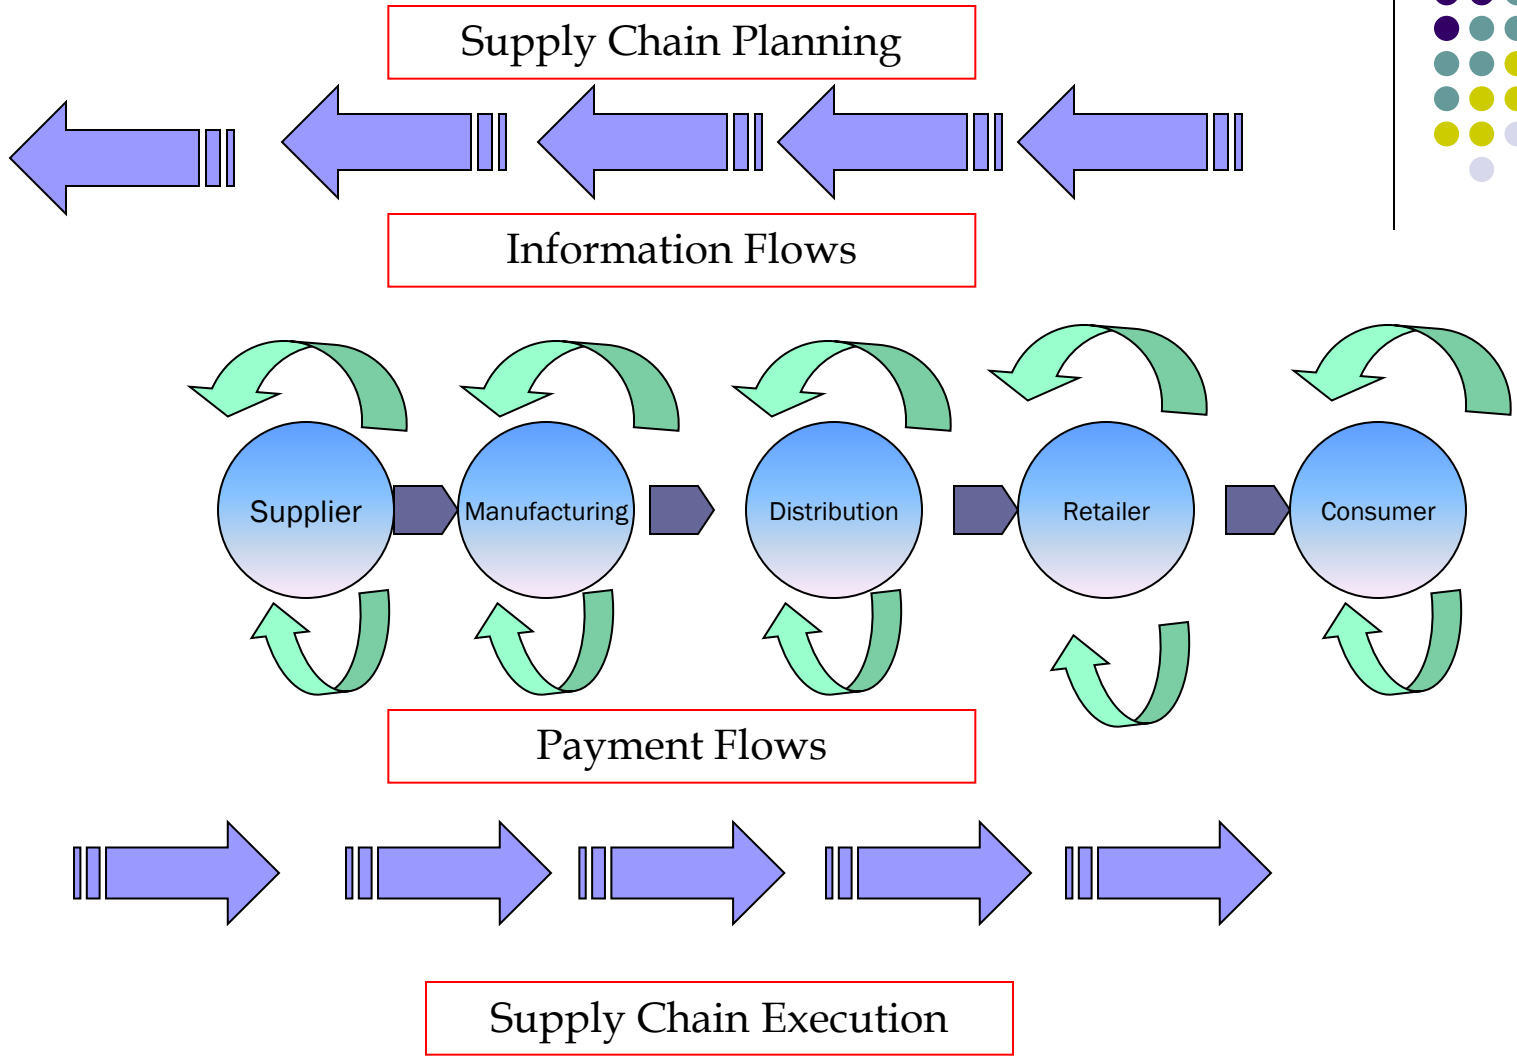 Supply Chain Planning
Information Flows
Supplier
Manufacturing
Distribution
Retailer
Consumer
Payment Flows
Supply Chain Execution